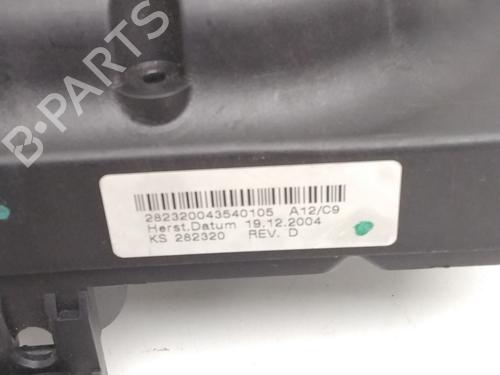 B-PARTS
282320043540105 A12/C9
Herst.Datum 19.12.2004
KS 282320 REV. D